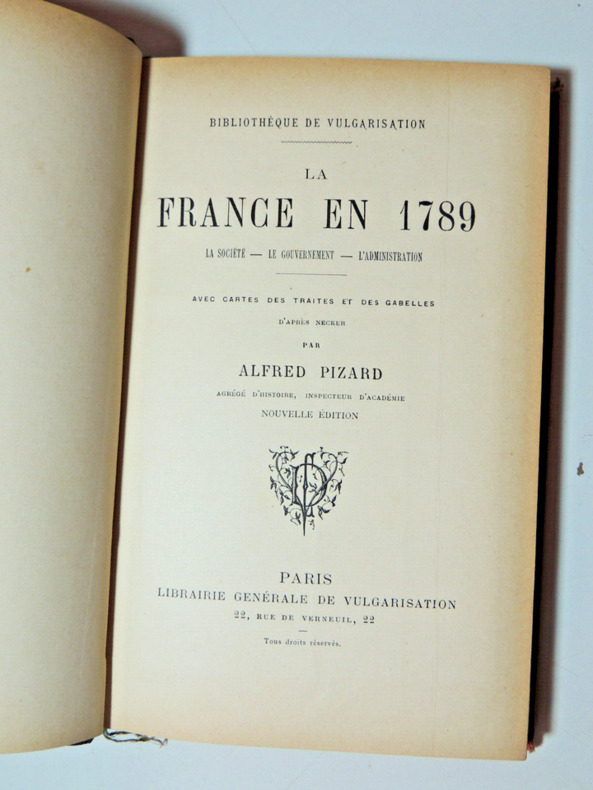 BIBLIOTHÈQUE DE VULGARISATION
LA
FRANCE EN 1789
LA SOCIÉTÉ — LE GOUVERNEMENT — L'ADMINISTRATION
AVEC CARTES DES TRAITES ET DES GABELLES
D'APRÈS NECKER
PAR
ALFRED PIZARD
AGRÉGÉ D'HISTOIRE, INSPECTEUR D'ACADÉMIE
NOUVELLE ÉDITION
PARIS
LIBRAIRIE GENÉRALE DE VULGARISATION
22, RUE DE VERNEUIL, 22
Tous droits réservés.